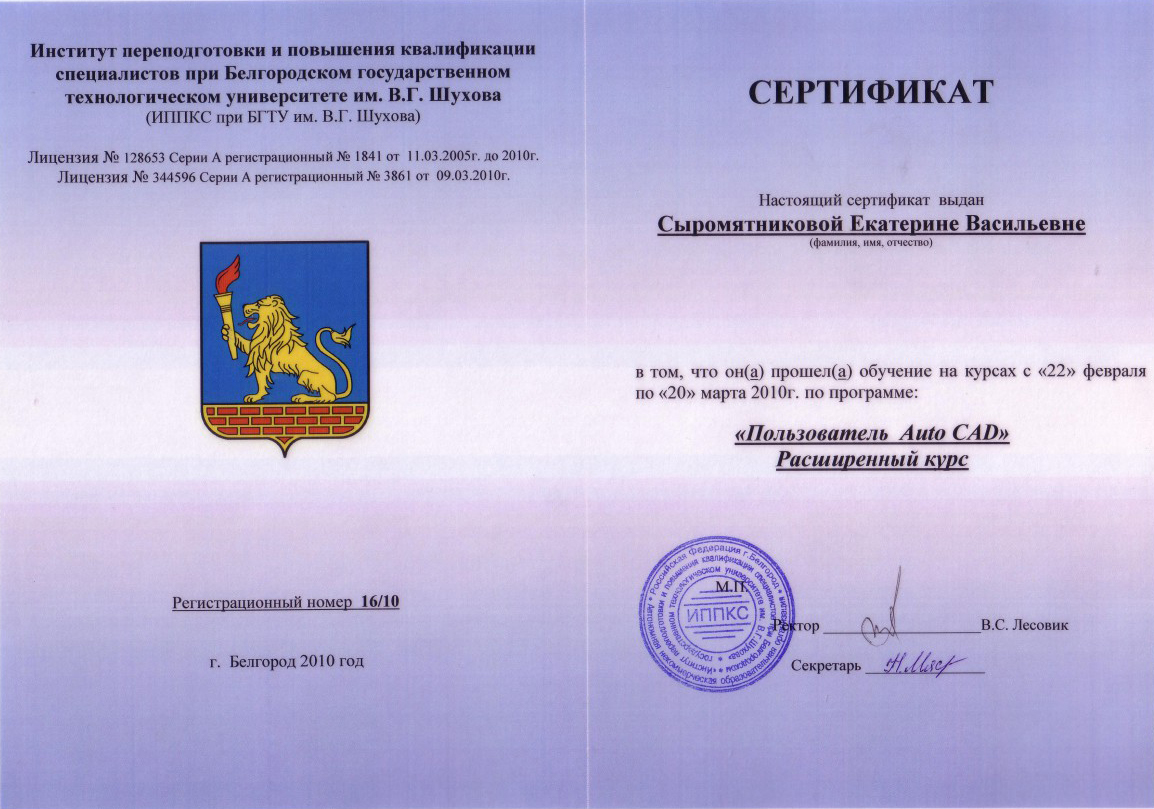 Институт переподготовки и повышения квалификации
специалистов при Белгородском государственном
технологическом университете им. В.Г. Шухова
(ИППКС при БГТУ им. В.Г. Шухова)
Лицензия № 128653 Серии А регистрационный № 1841 от 11.03.2005г. до 2010г.
Лицензия № 344596 Серии А регистрационный № 3861 от 09.03.2010г.
Регистрационный номер 16/10
г. Белгород 2010 год
СЕРТИФИКАТ
Настоящий сертификат выдан
Сыромятниковой Екатерине Васильевне
(фамилия, имя, отчество)
в том, что он(а) прошел(а) обучение на курсах с «22» февраля
по «20» марта 2010г. по программе:
«Пользователь Auto CAD»
Расширенный курс
М.П.
ИППКС
Российская Федерация г.Белгород
Ректор В.С. Лесовик
Секретарь